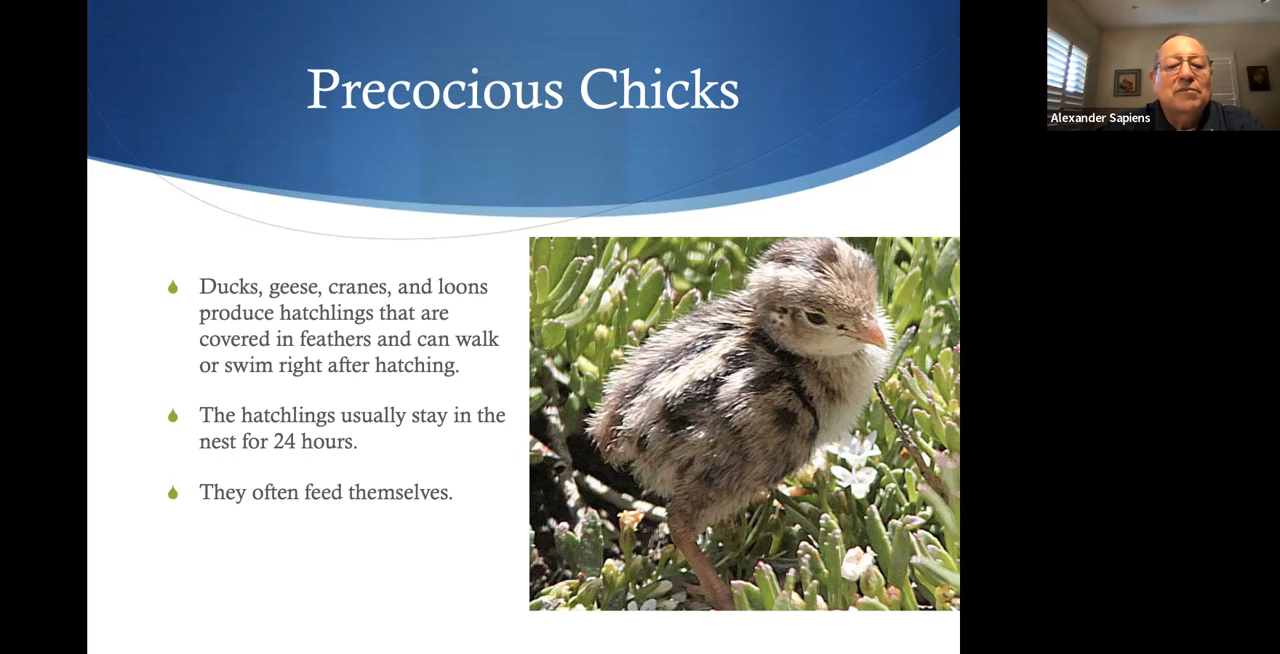 Precocious Chicks
Ducks, geese, cranes, and loons
produce hatchlings that are
covered in feathers and can walk
or swim right after hatching.
The hatchlings usually stay in the
nest for 24 hours.
They often feed themselves.
Alexander Sapiens